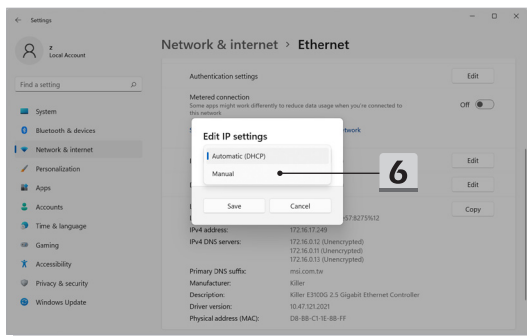 Settings
Z
Local Account
Find a setting
System
Bluetooth & devices
Network & internet
Personalization
Apps
Accounts
Time & language
Gaming
Accessibility
Privacy & security
Windows Update
Network & internet > Ethernet
Authentication settings
Edit
Metered connection
Some apps might work differently to reduce data usage when you're connected to
this network
Off
Edit IP settings
Automatic (DHCP)
Manual
6
Save
Cancel
Edit
Edit
Copy
IPv4 address: 172.16.17.249
IPv4 DNS servers: 172.16.0.12 (Unencrypted)
172.16.0.11 (Unencrypted)
172.16.0.13 (Unencrypted)
Primary DNS suffix: msi.com.tw
Manufacturer: Killer
Description: Killer E3100G 2.5 Gigabit Ethernet Controller
Driver version: 10.47.121.2021
Physical address (MAC): D8-BB-C1-1E-8B-FF